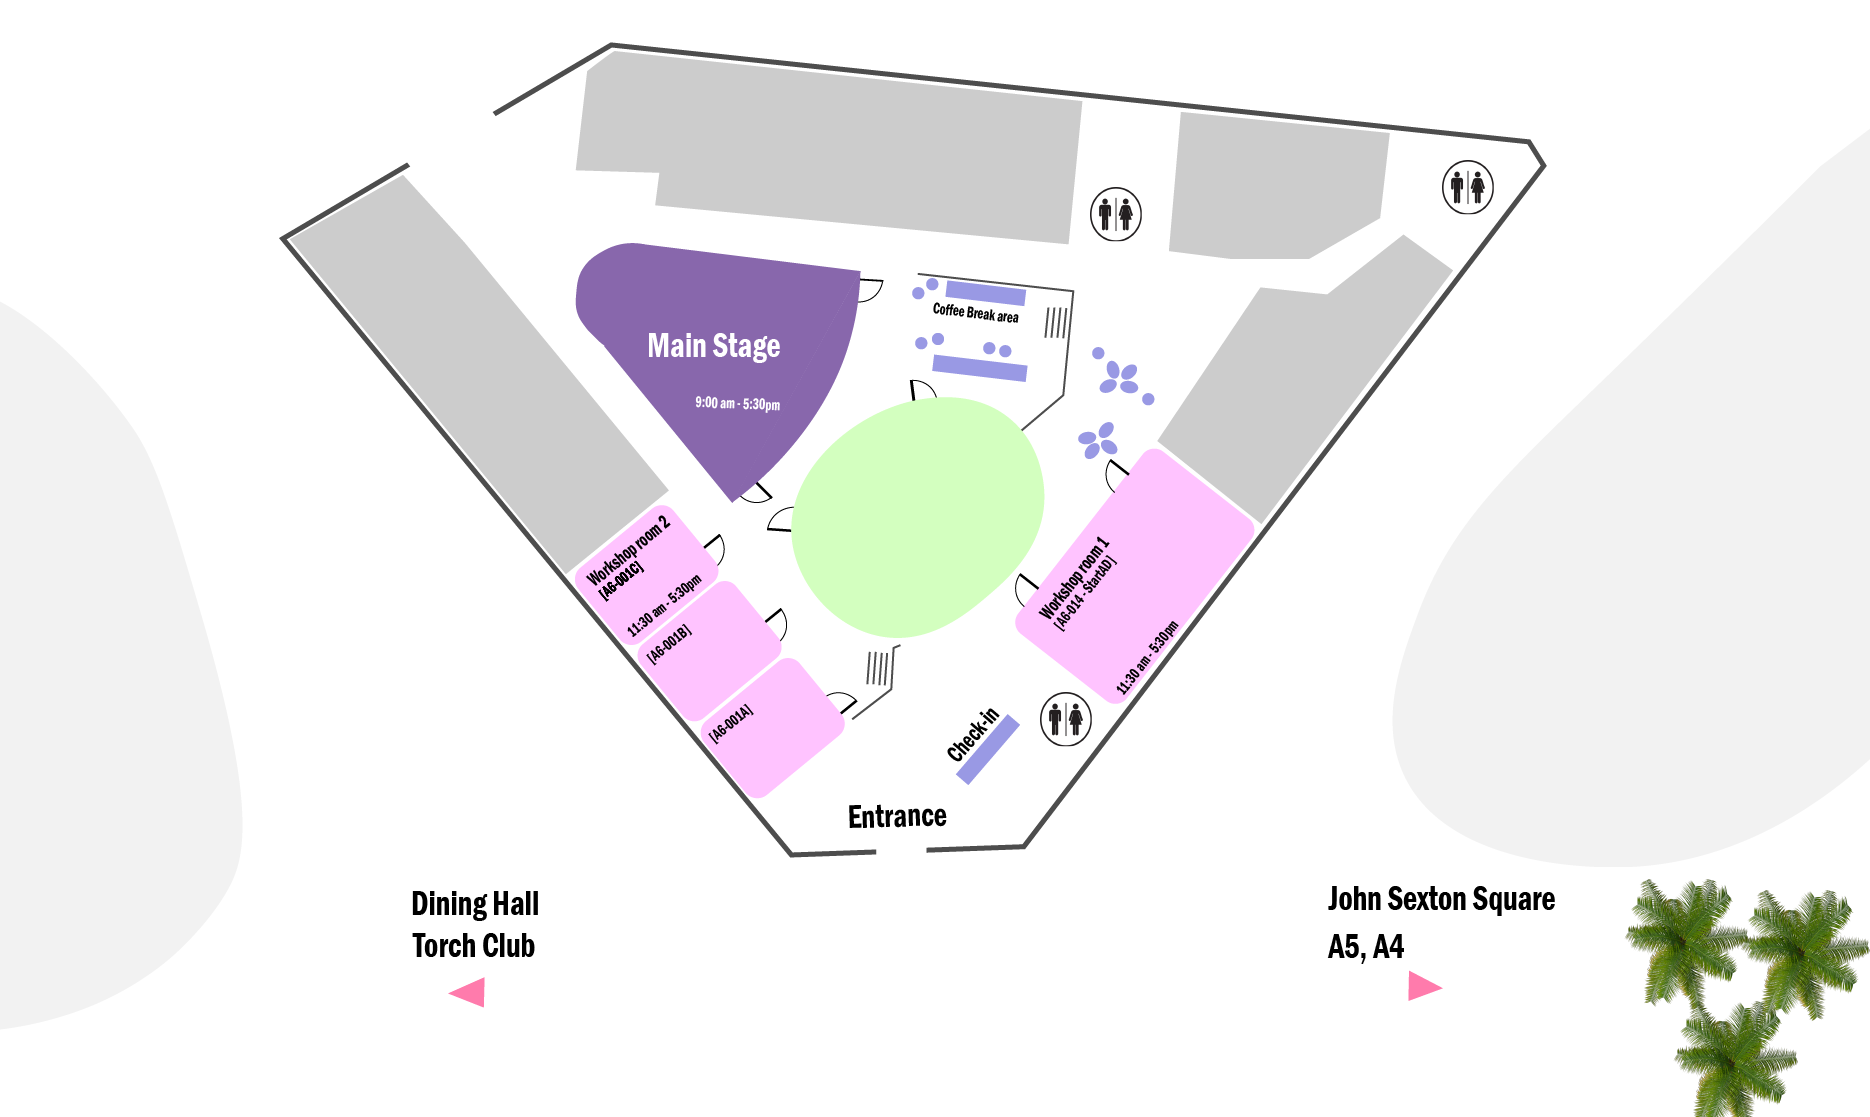 Coffee Break area
Main Stage
9:00 am - 5:30pm
Workshop room 2
[A6-001C]
11:30 am - 5:30pm
[A6-001B]
[A6-001A]
Workshop room 1
[A6-014 - StartAD]
11:30 am - 5:30pm
Check-in
Entrance
Dining Hall
Torch Club
John Sexton Square
A5, A4